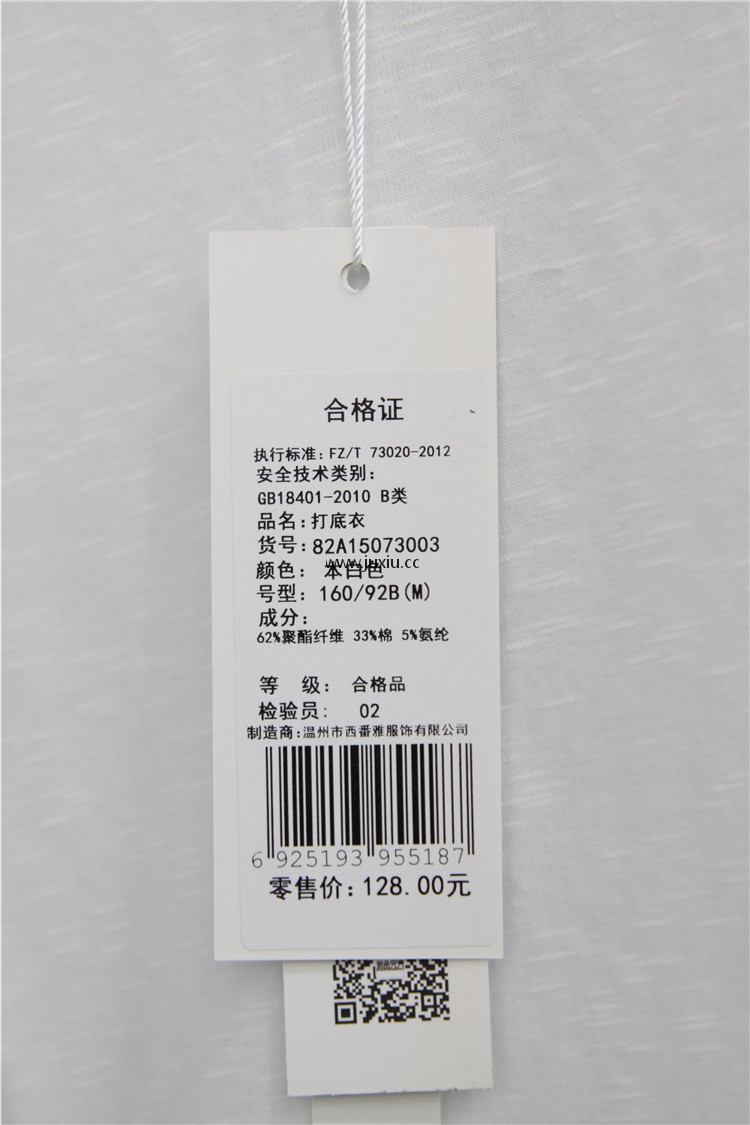 合格证
执行标准: FZ/T 73020-2012
安全技术类别:
GB18401-2010 B类
品名: 打底衣
货号: 82A15073003
www.juxiu.cc
颜色: 本白色
号型: 160/92B(M)
成分:
62%聚酯纤维 33%棉 5%氨纶
等 级: 合格品
检验员: 02
制造商: 温州市西番雅服饰有限公司
6 925193 955187
零售价: 128.00元